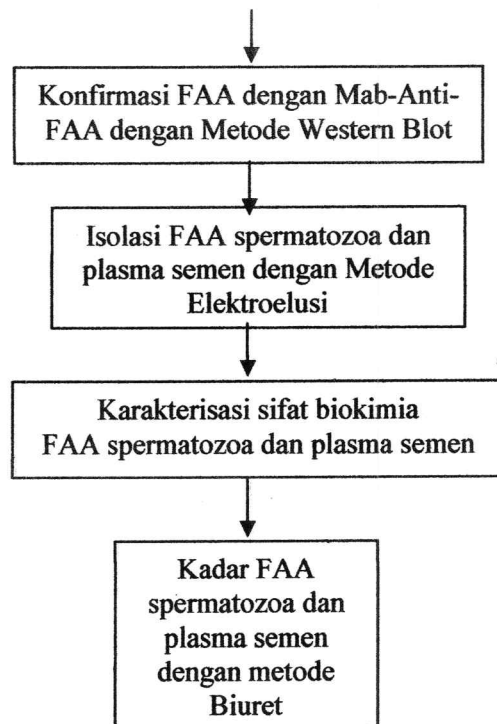 Konfirmasi FAA dengan Mab-Anti-
FAA dengan Metode Western Blot
Isolasi FAA spermatozoa dan
plasma semen dengan Metode
Elektroelusi
Karakterisasi sifat biokimia
FAA spermatozoa dan plasma semen
Kadar FAA
spermatozoa dan
plasma semen
dengan metode
Biuret